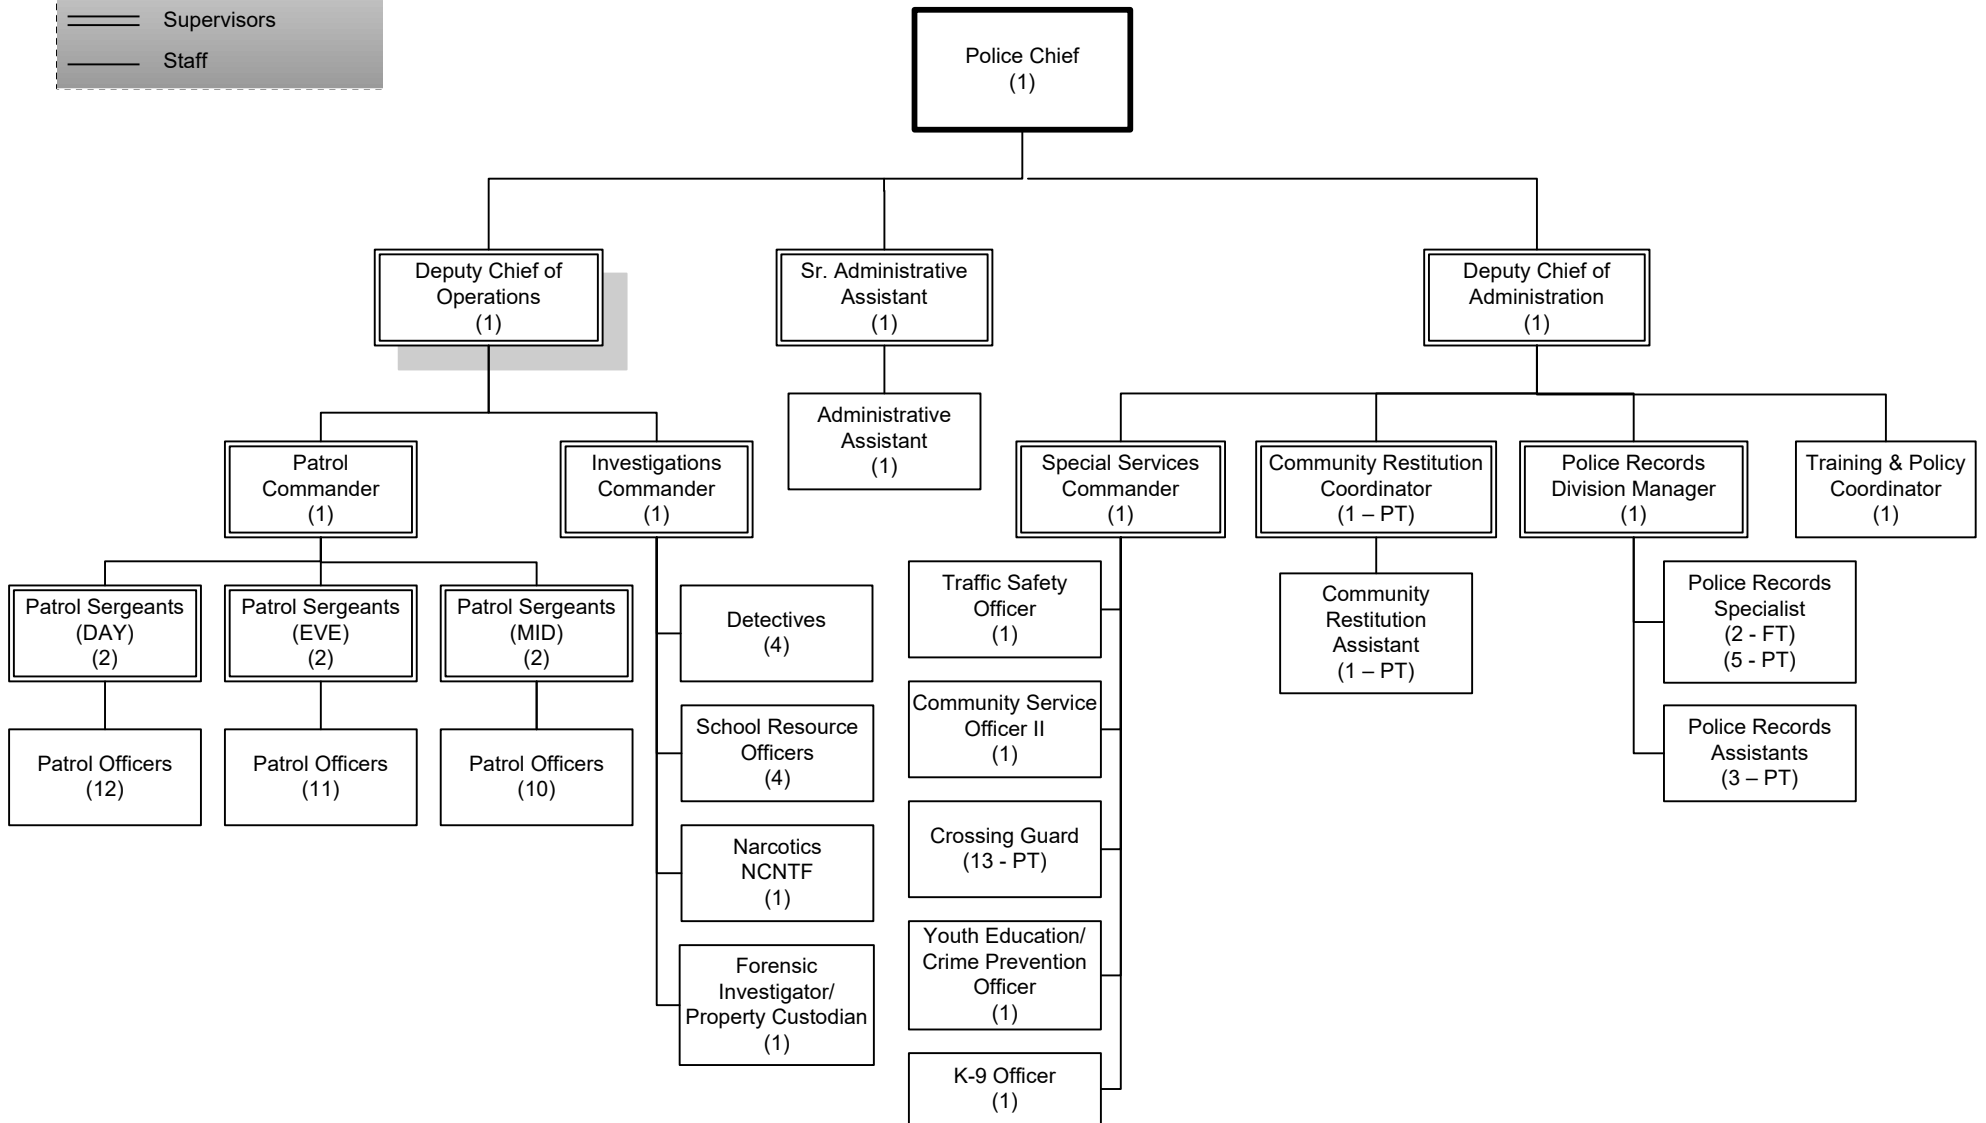 Supervisors
Staff
Police Chief
(1)
Deputy Chief of
Operations
(1)
Sr. Administrative
Assistant
(1)
Deputy Chief of
Administration
(1)
Administrative
Assistant
(1)
Patrol
Commander
(1)
Investigations
Commander
(1)
Special Services
Commander
(1)
Community Restitution
Coordinator
(1 – PT)
Police Records
Division Manager
(1)
Training & Policy
Coordinator
(1)
Patrol Sergeants
(DAY)
(2)
Patrol Sergeants
(EVE)
(2)
Patrol Sergeants
(MID)
(2)
Patrol Officers
(12)
Patrol Officers
(11)
Patrol Officers
(10)
Detectives
(4)
School Resource
Officers
(4)
Narcotics
NCNTF
(1)
Forensic
Investigator/
Property Custodian
(1)
Traffic Safety
Officer
(1)
Community Service
Officer II
(1)
Crossing Guard
(13 - PT)
Youth Education/
Crime Prevention
Officer
(1)
K-9 Officer
(1)
Community
Restitution
Assistant
(1 – PT)
Police Records
Specialist
(2 - FT)
(5 - PT)
Police Records
Assistants
(3 – PT)